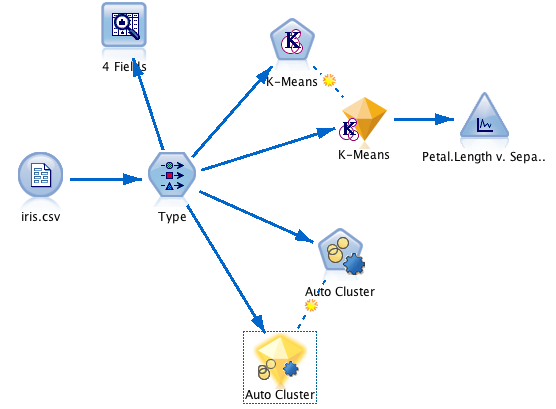 4 Fields
K-Means
K-Means
Petal.Length v. Sepa...
iris.csv
Type
Auto Cluster
Auto Cluster